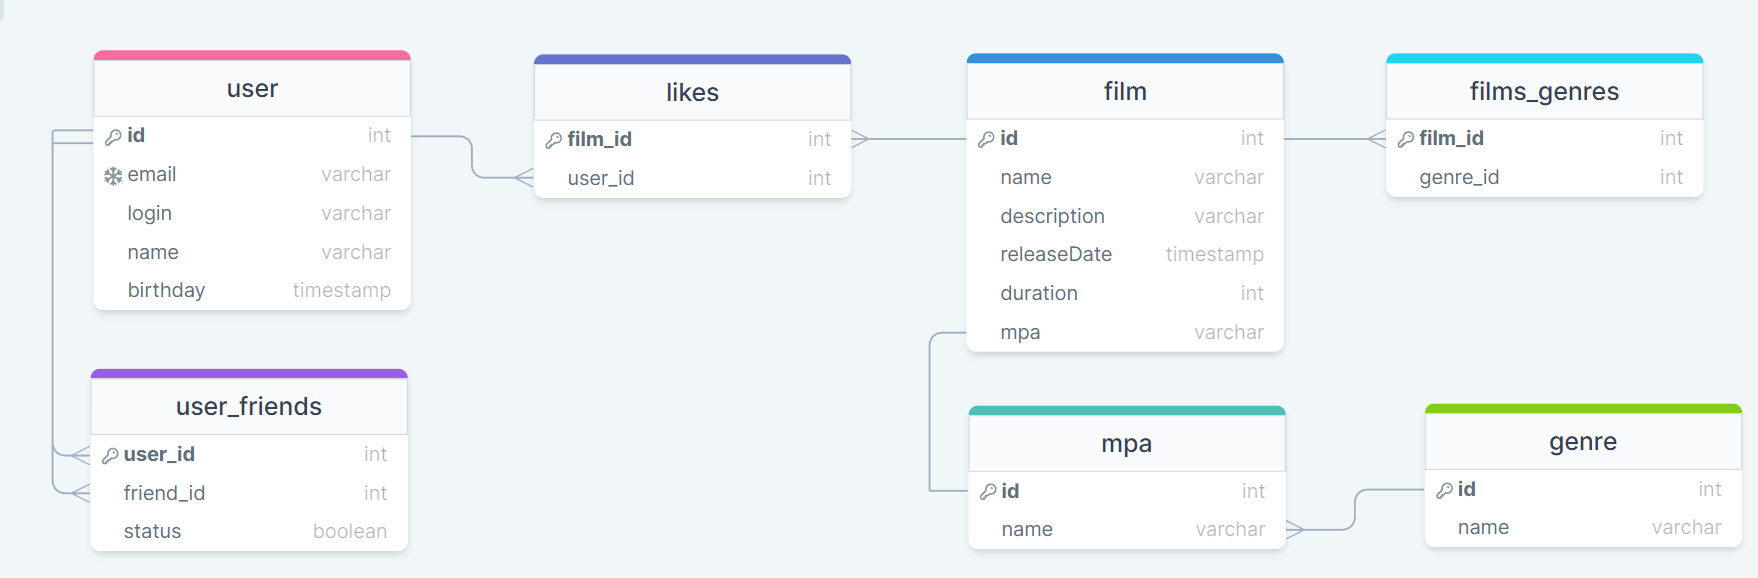 user
id int
email varchar
login varchar
name varchar
birthday timestamp
likes
film_id int
user_id int
film
id int
name varchar
description varchar
releaseDate timestamp
duration int
mpa varchar
films_genres
film_id int
genre_id int
user_friends
user_id int
friend_id int
status boolean
mpa
id int
name varchar
genre
id int
name varchar